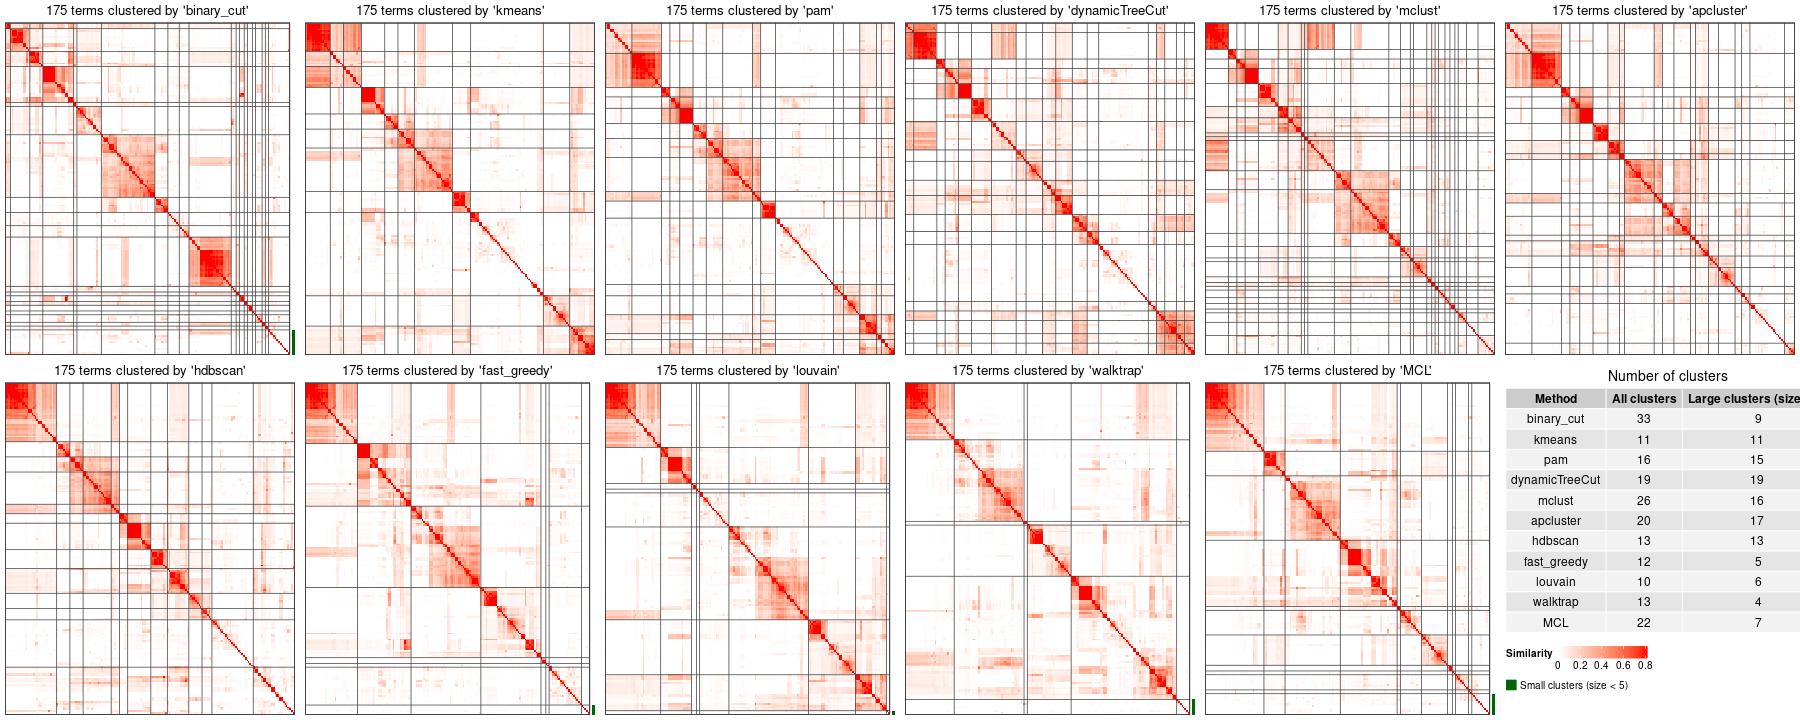 175 terms clustered by 'binary_cut'
175 terms clustered by 'kmeans'
175 terms clustered by 'pam'
175 terms clustered by 'dynamicTreeCut'
175 terms clustered by 'mclust'
175 terms clustered by 'apcluster'
175 terms clustered by 'hdbscan'
175 terms clustered by 'fast_greedy'
175 terms clustered by 'louvain'
175 terms clustered by 'walktrap'
175 terms clustered by 'MCL'
Number of clusters
Method All clusters Large clusters (size
binary_cut 33 9
kmeans 11 11
pam 16 15
dynamicTreeCut 19 19
mclust 26 16
apcluster 20 17
hdbscan 13 13
fast_greedy 12 5
louvain 10 6
walktrap 13 4
MCL 22 7
Similarity
0 0.2 0.4 0.6 0.8
Small clusters (size < 5)